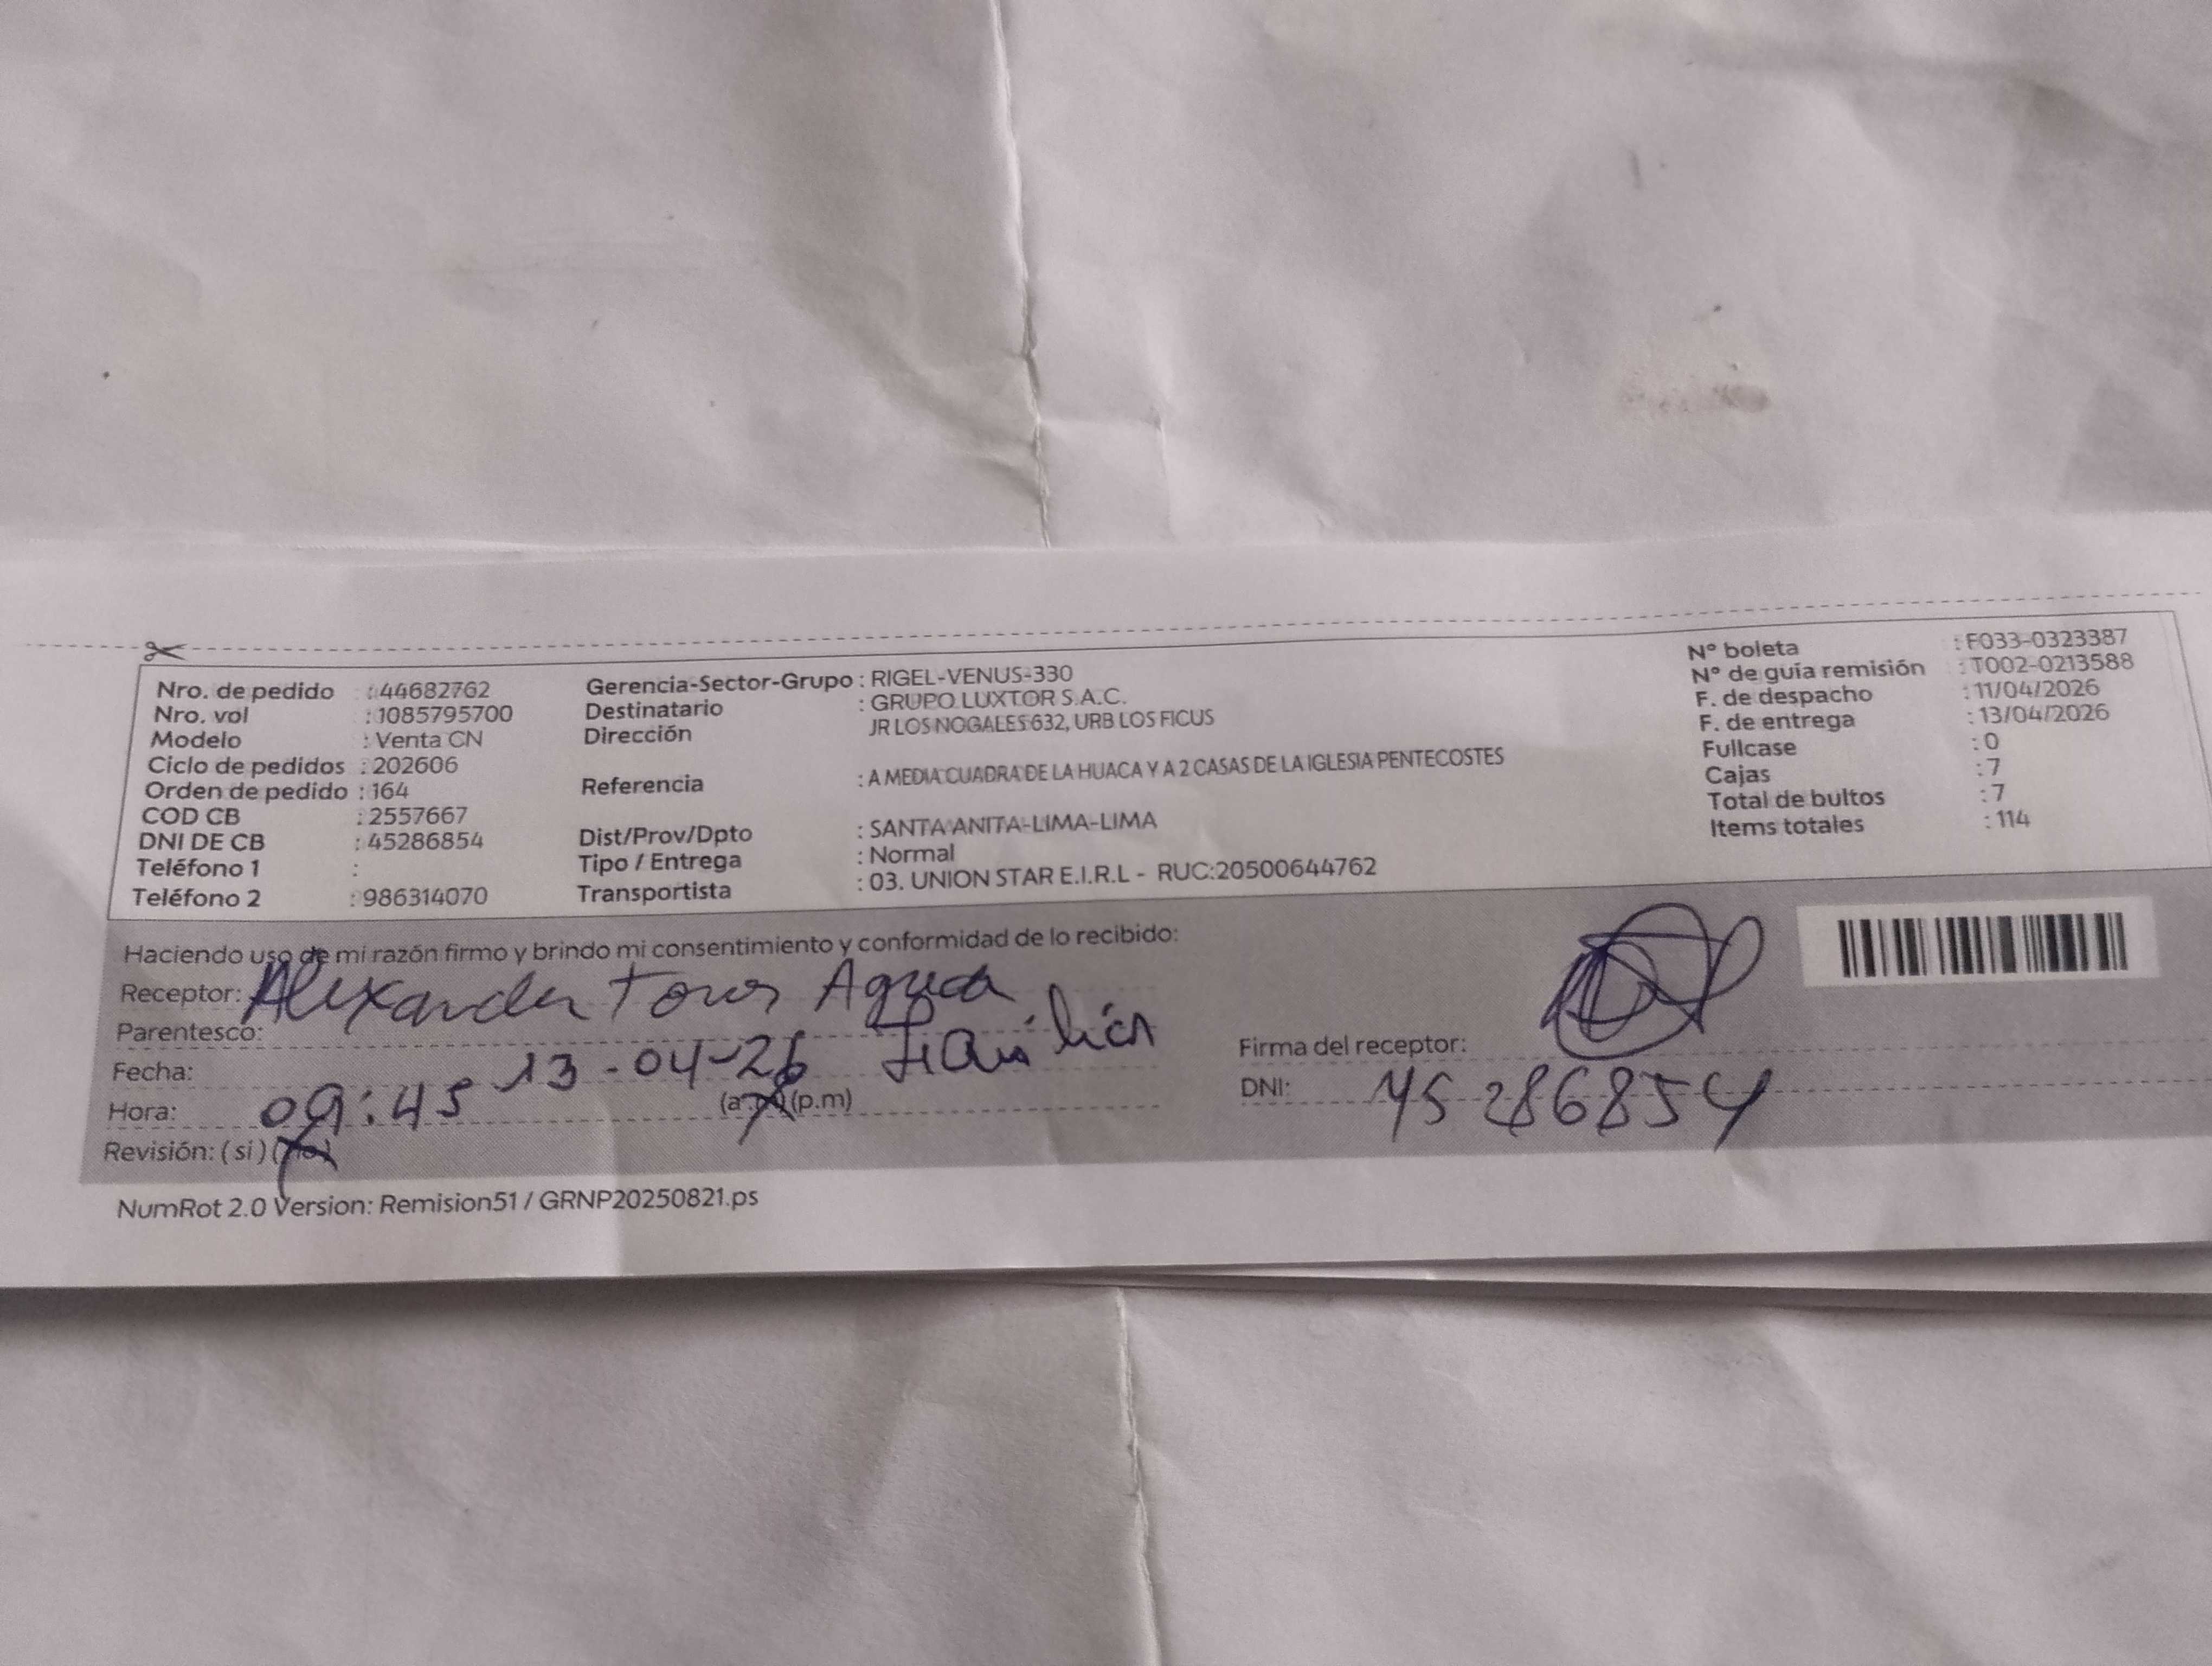 Nro. de pedido : 44682762
Nro. vol : 1085795700
Modelo : Venta CN
Ciclo de pedidos : 202606
Orden de pedido : 164
COD CB : 2557667
DNI DE CB : 45286854
Teléfono 1 :
Teléfono 2 : 986314070
Gerencia-Sector-Grupo : RIGEL-VENUS-330
Destinatario : GRUPO LUXTOR S.A.C.
Dirección JR LOS NOGALES 632, URB LOS FICUS
Referencia : A MEDIA CUADRA DE LA HUACA Y A 2 CASAS DE LA IGLESIA PENTECOSTES
Dist/Prov/Dpto : SANTA ANITA-LIMA-LIMA
Tipo / Entrega : Normal
Transportista : 03. UNION STAR E.I.R.L - RUC:20500644762
N° boleta : F033-0323387
N° de guía remisión : T002-0213588
F. de despacho : 11/04/2026
F. de entrega : 13/04/2026
Fullcase : 0
Cajas : 7
Total de bultos : 7
Items totales : 114
Haciendo uso de mi razón firmo y brindo mi consentimiento y conformidad de lo recibido:
Receptor: Alexander
Parentesco:
Fecha: 13-04-26
Hora: 09:45 (a.m) (p.m)
Revisión: (si) (no)
Firma del receptor:
DNI: 45286854
NumRot 2.0 Version: Remision51 / GRNP20250821.ps